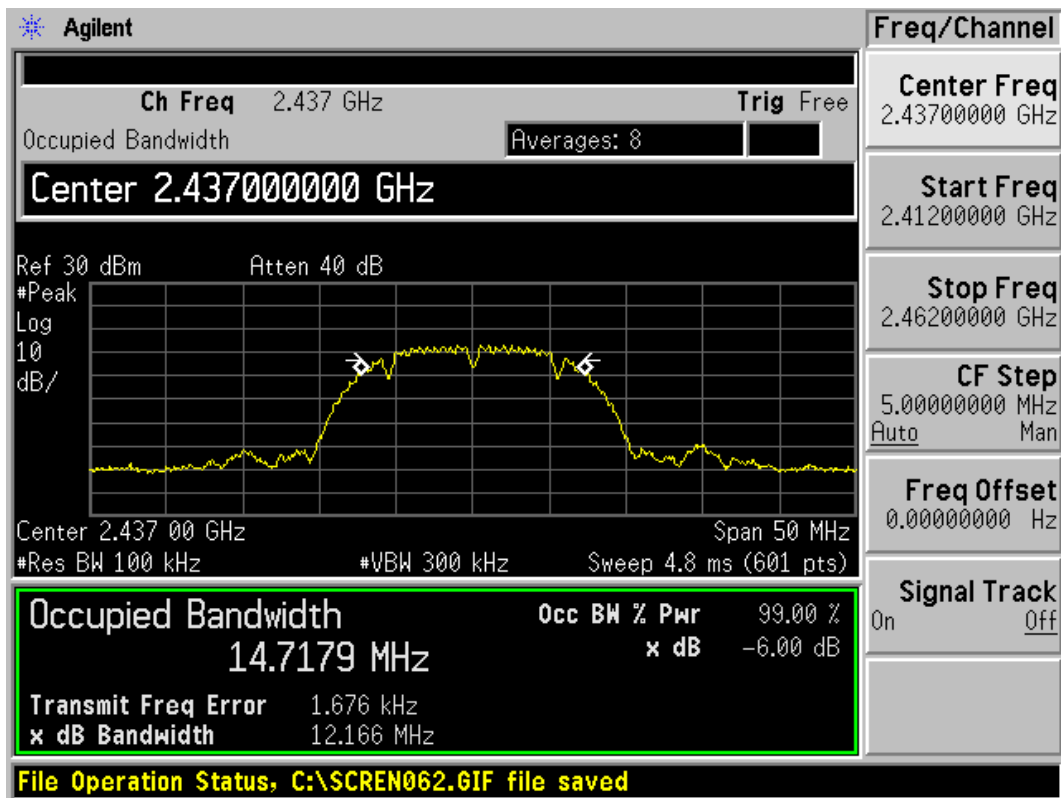 Agilent
Freq/Channel
Ch Freq 2.437 GHz Trig Free
Occupied Bandwidth Averages: 8
Center 2.437000000 GHz
Ref 30 dBm Atten 40 dB
#Peak
Log
10
dB/
Center 2.437 00 GHz Span 50 MHz
#Res BW 100 kHz #VBW 300 kHz Sweep 4.8 ms (601 pts)
Occupied Bandwidth Occ BW % Pwr 99.00 %
14.7179 MHz x dB -6.00 dB
Transmit Freq Error 1.676 kHz
x dB Bandwidth 12.166 MHz
File Operation Status, C:\SCREN062.GIF file saved
Center Freq
2.43700000 GHz
Start Freq
2.41200000 GHz
Stop Freq
2.46200000 GHz
CF Step
5.00000000 MHz
Auto Man
Freq Offset
0.00000000 Hz
Signal Track
On Off